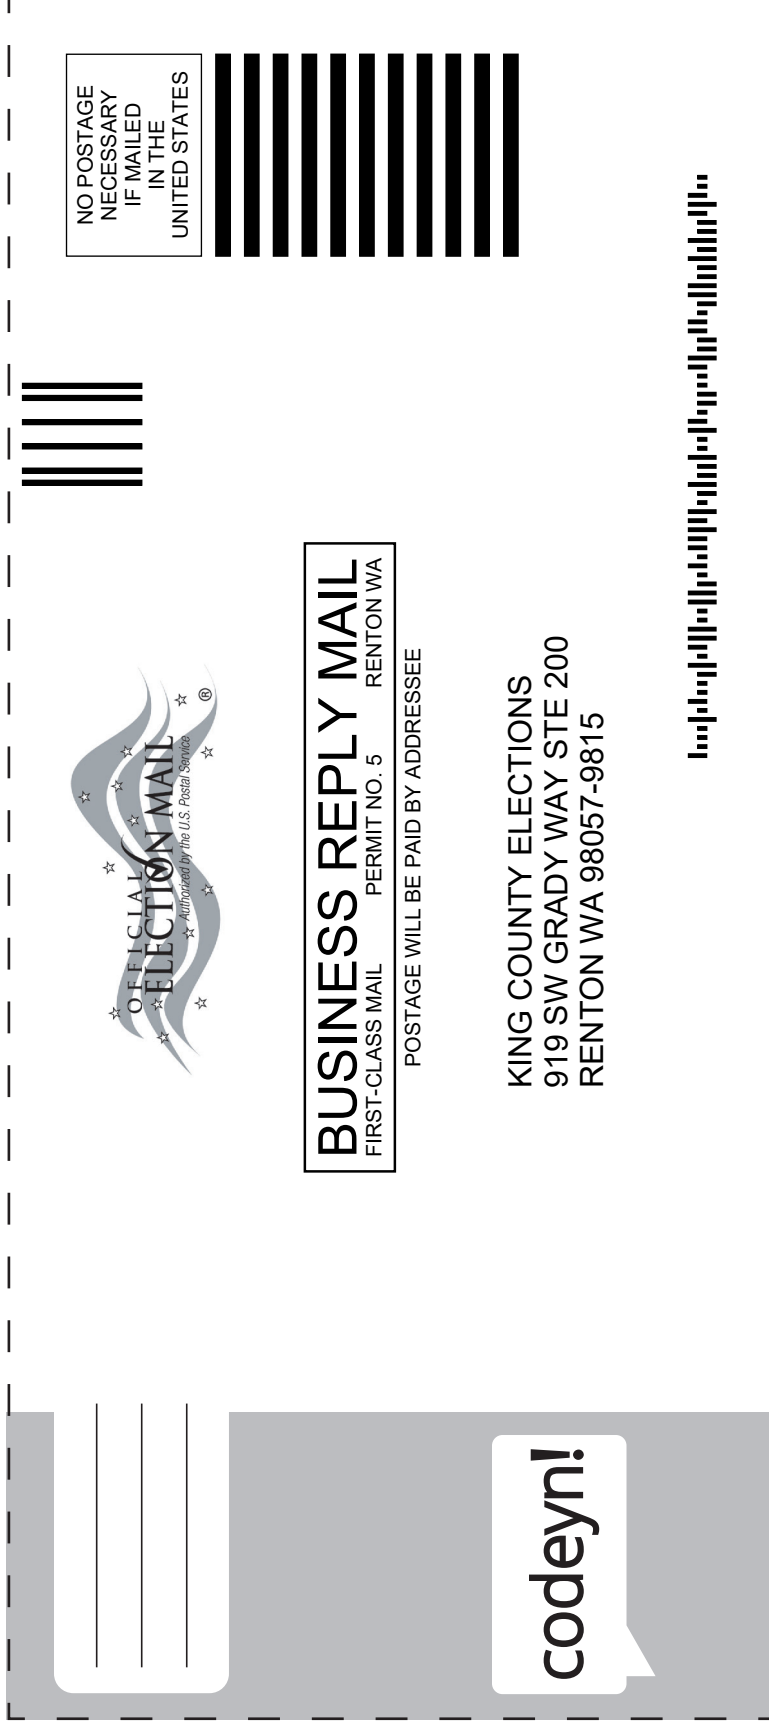 NO POSTAGE
NECESSARY
IF MAILED
IN THE
UNITED STATES
OFFICIAL
ELECTION MAIL
Authorized by the U.S. Postal Service
®
BUSINESS REPLY MAIL
FIRST-CLASS MAIL PERMIT NO. 5 RENTON WA
POSTAGE WILL BE PAID BY ADDRESSEE
KING COUNTY ELECTIONS
919 SW GRADY WAY STE 200
RENTON WA 98057-9815
codeyn!